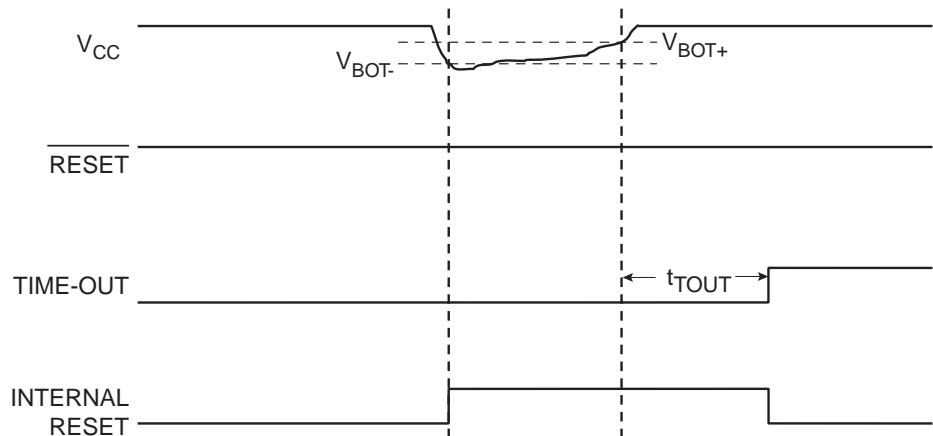 VCC
VBOT-
VBOT+
RESET
TIME-OUT
tTOUT
INTERNAL
RESET